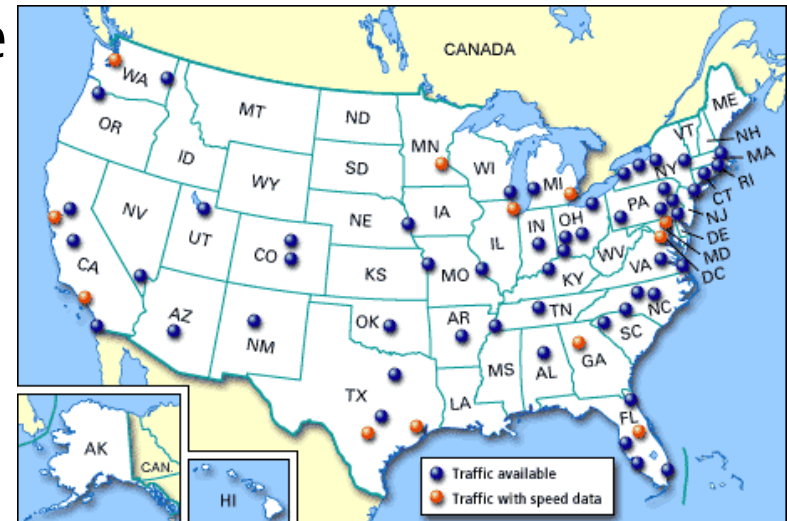 e
CANADA
WA
MT
ND
MN
ME
VT
NH
OR
ID
SD
WI
MI
NY
MA
RI
WY
CT
NV
NE
IA
PA
NJ
UT
CO
IL
IN
OH
DE
MD
DC
CA
KS
MO
WV
VA
KY
AZ
NM
OK
AR
TN
NC
SC
TX
LA
MS
AL
GA
FL
AK
CAN.
HI
Traffic available
Traffic with speed data